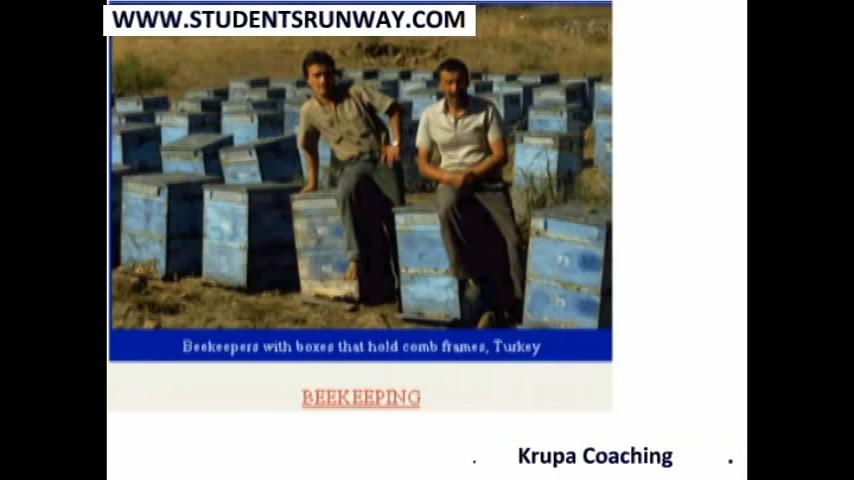 WWW.STUDENTSRUNWAY.COM
Beekeepers with boxes that hold comb frames, Turkey
BEEKEEPING
. Krupa Coaching .